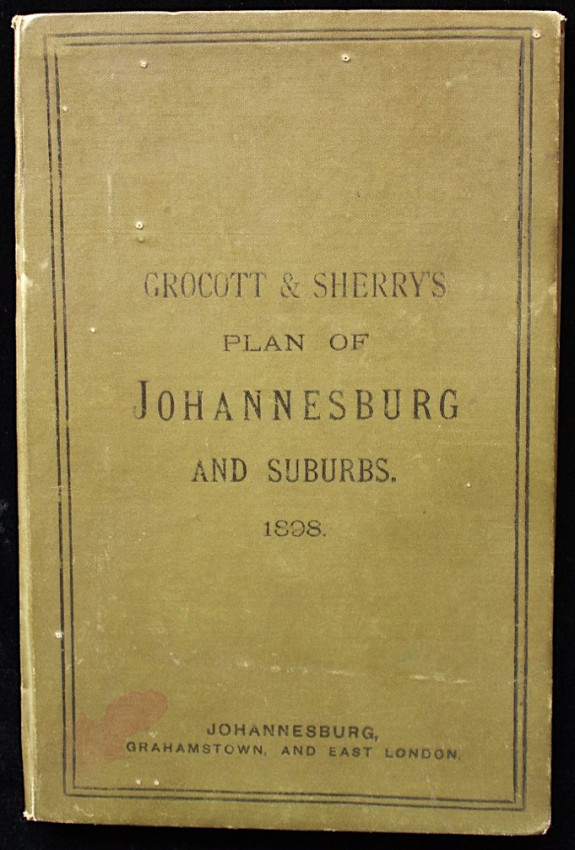 GROCOTT & SHERRY'S
PLAN OF
JOHANNESBURG
AND SUBURBS.
1898.
JOHANNESBURG,
GRAHAMSTOWN, AND EAST LONDON.